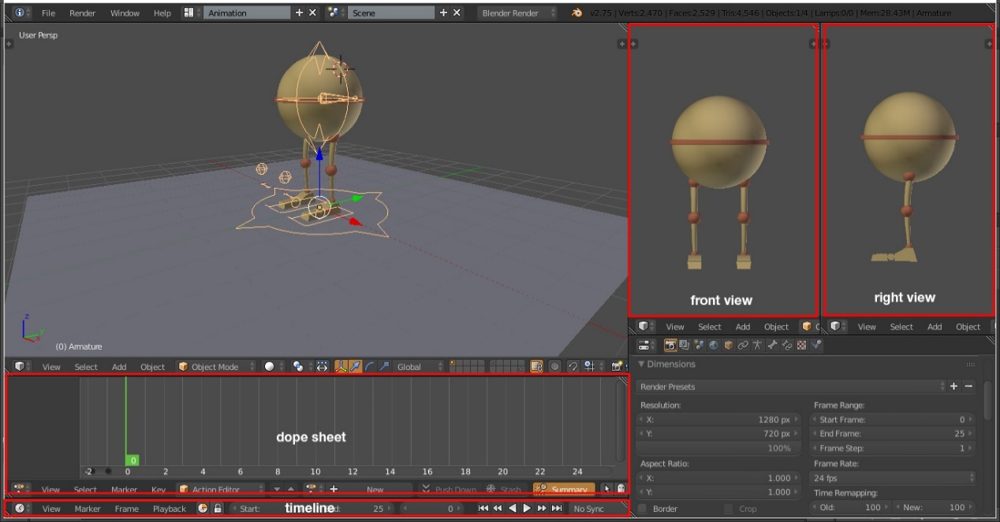 File Render Window Help Animation Scene Blender Render v2.75 | Verts:2,470 | Faces:2,529 | Tris:4,546 | Objects:1/4 | Lamps:0/0 | Mem:28.43M | Armature
User Persp
(0) Armature
View Select Add Object Object Mode Global
front view
right view
View Select Add Object
View Select Add Object
Dimensions
Render Presets
Resolution:
X: 1280 px
Y: 720 px
100%
Aspect Ratio:
X: 1.000
Y: 1.000
Border Crop
Frame Range:
Start Frame: 0
End Frame: 25
Frame Step: 1
Frame Rate:
24 fps
Time Remapping:
Old: 100 New: 100
dope sheet
0
-2 0 2 4 6 8 10 12 14 16 18 20 22 24
View Select Marker Key Action Editor New Push Down Stash Summary
View Marker Frame Playback Start: timeline 25 0 No Sync